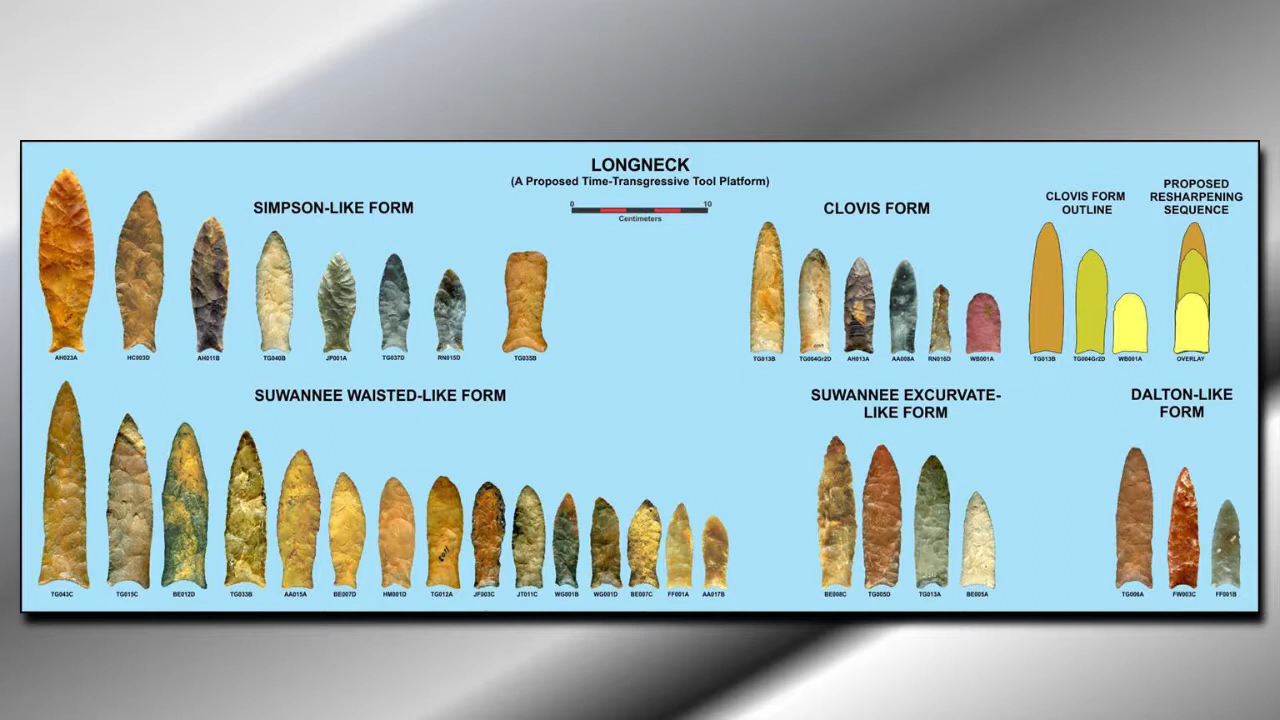 LONGNECK
(A Proposed Time-Transgressive Tool Platform)
0 10
Centimeters
SIMPSON-LIKE FORM
AH023A HC003D AH011B TG040B JP001A TG037D RN015D TG035B
CLOVIS FORM
TG013B TG004Gr2D AH013A AA008A RN016D WB001A
CLOVIS FORM
OUTLINE
TG013B TG004Gr2D WB001A
PROPOSED
RESHARPENING
SEQUENCE
OVERLAY
SUWANNEE WAISTED-LIKE FORM
TG043C TG015C BE012D TG033B AA015A BE007D HM001D TG012A JF003C JT011C WG001B WG001D BE007C FF001A AA017B
SUWANNEE EXCURVATE-
LIKE FORM
BE008C TG005D TG013A BE005A
DALTON-LIKE
FORM
TG006A FW003C FF001B